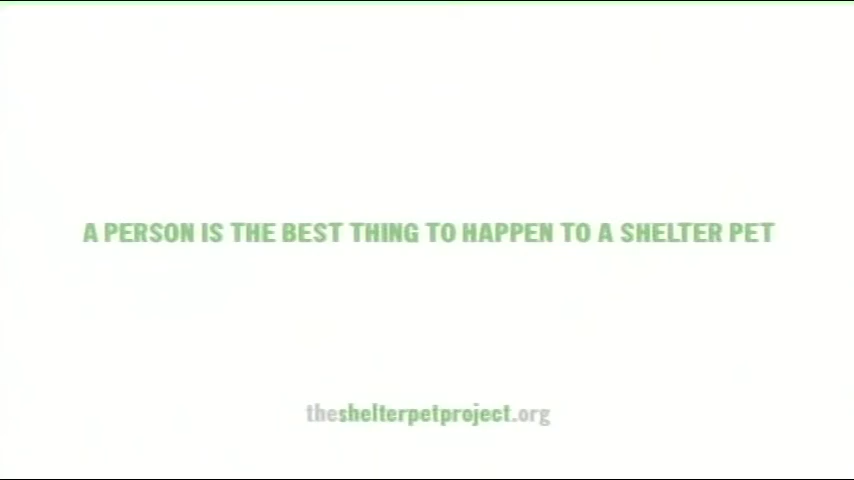 A PERSON IS THE BEST THING TO HAPPEN TO A SHELTER PET
theshelterpetproject.org